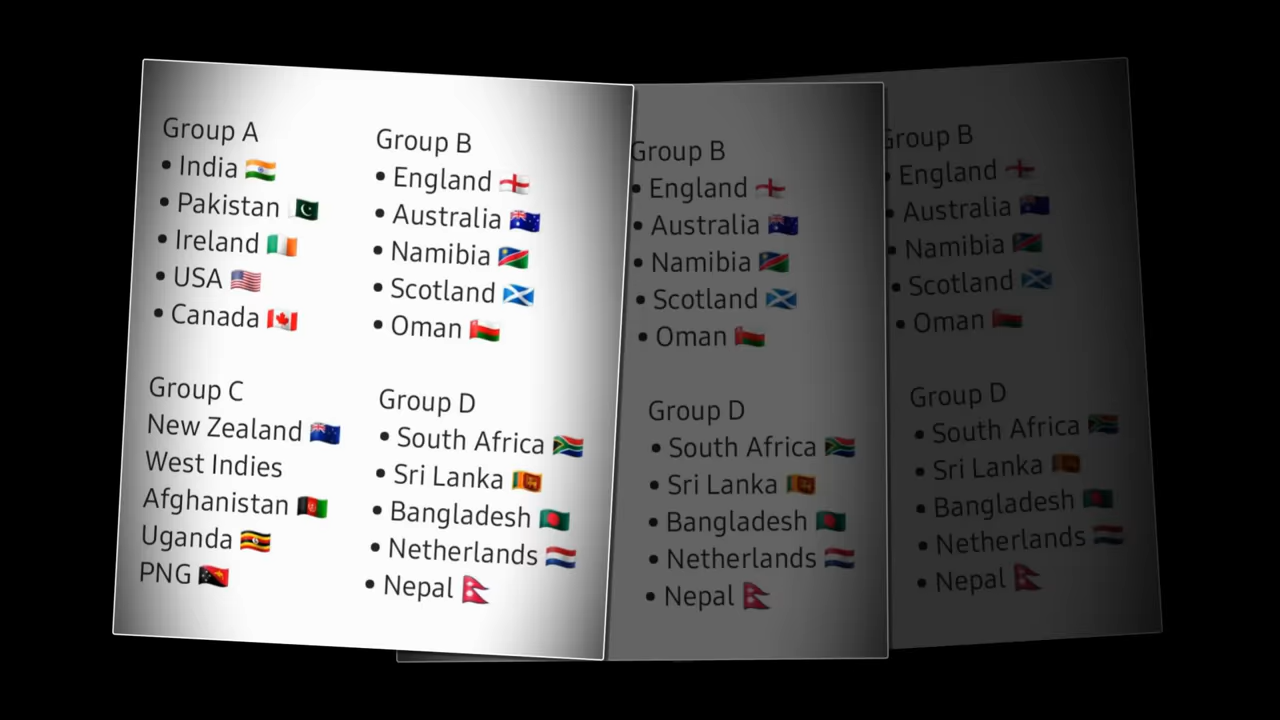 Group A
• India 🇮🇳
• Pakistan 🇵🇰
• Ireland 🇮🇪
• USA 🇺🇸
• Canada 🇨🇦
Group B
• England 🏴󠁧󠁢󠁥󠁮󠁧󠁿
• Australia 🇦🇺
• Namibia 🇳🇦
• Scotland 🏴󠁧󠁢󠁳󠁣󠁴󠁿
• Oman 🇴🇲
Group C
New Zealand 🇳🇿
West Indies
Afghanistan 🇦🇫
Uganda 🇺🇬
PNG 🇵🇬
Group D
• South Africa 🇿🇦
• Sri Lanka 🇱🇰
• Bangladesh 🇧🇩
• Netherlands 🇳🇱
• Nepal 🇳🇵
Group B
• England 🏴󠁧󠁢󠁥󠁮󠁧󠁿
• Australia 🇦🇺
• Namibia 🇳🇦
• Scotland 🏴󠁧󠁢󠁳󠁣󠁴󠁿
• Oman 🇴🇲
Group D
• South Africa 🇿🇦
• Sri Lanka 🇱🇰
• Bangladesh 🇧🇩
• Netherlands 🇳🇱
• Nepal 🇳🇵
Group B
• England 🏴󠁧󠁢󠁥󠁮󠁧󠁿
• Australia 🇦🇺
• Namibia 🇳🇦
• Scotland 🏴󠁧󠁢󠁳󠁣󠁴󠁿
• Oman 🇴🇲
Group D
• South Africa 🇿🇦
• Sri Lanka 🇱🇰
• Bangladesh 🇧🇩
• Netherlands 🇳🇱
• Nepal 🇳🇵